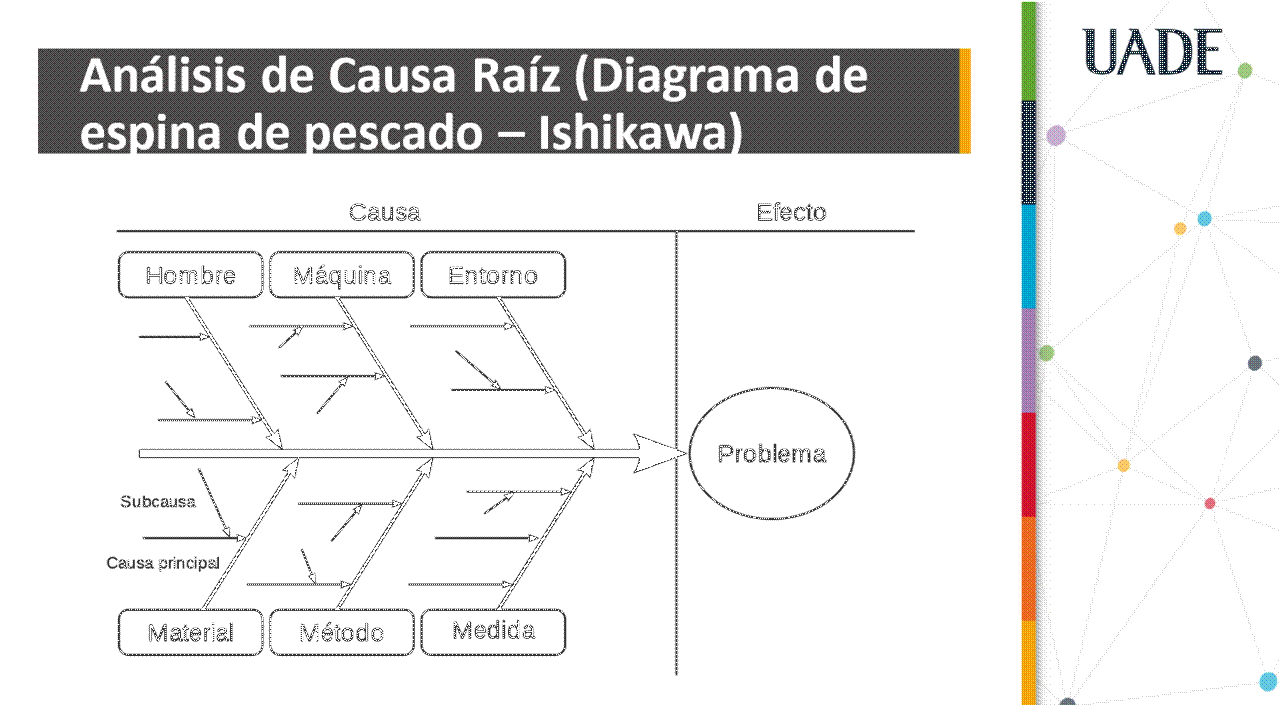 UADE
Análisis de Causa Raíz (Diagrama de
espina de pescado – Ishikawa)
Causa
Efecto
Hombre
Máquina
Entorno
Problema
Subcausa
Causa principal
Material
Método
Medida